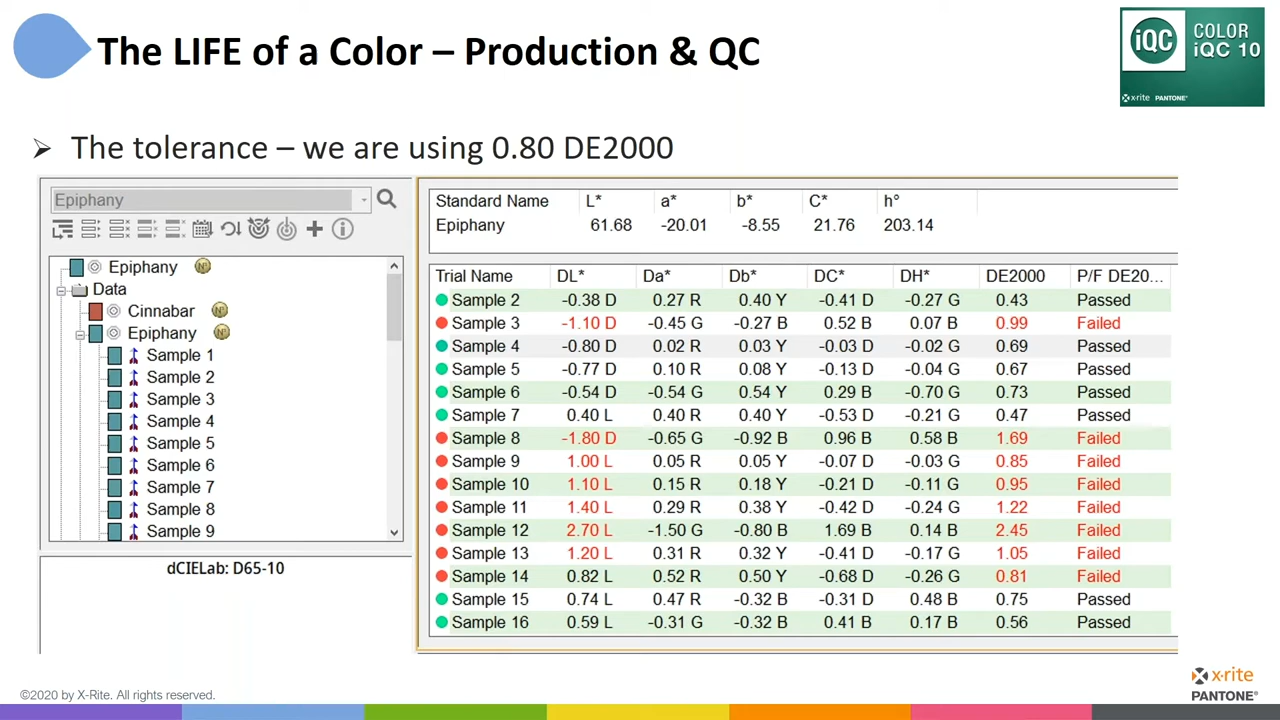 The LIFE of a Color – Production & QC
iQC
COLOR
iQC 10
x·rite PANTONE®
➢ The tolerance – we are using 0.80 DE2000
Epiphany
Epiphany
Data
Cinnabar
Epiphany
Sample 1
Sample 2
Sample 3
Sample 4
Sample 5
Sample 6
Sample 7
Sample 8
Sample 9
dCIELab: D65-10
Standard Name L* a* b* C* h°
Epiphany 61.68 -20.01 -8.55 21.76 203.14
Trial Name DL* Da* Db* DC* DH* DE2000 P/F DE20...
Sample 2 -0.38 D 0.27 R 0.40 Y -0.41 D -0.27 G 0.43 Passed
Sample 3 -1.10 D -0.45 G -0.27 B 0.52 B 0.07 B 0.99 Failed
Sample 4 -0.80 D 0.02 R 0.03 Y -0.03 D -0.02 G 0.69 Passed
Sample 5 -0.77 D 0.10 R 0.08 Y -0.13 D -0.04 G 0.67 Passed
Sample 6 -0.54 D -0.54 G 0.54 Y .29 B -0.70 G 0.73 Passed
Sample 7 0.40 L 0.40 R 0.40 Y -0.53 D -0.21 G 0.47 Passed
Sample 8 -1.80 D -0.65 G -0.92 B 0.96 B 0.58 B 1.69 Failed
Sample 9 1.00 L 0.05 R 0.05 Y -0.07 D -0.03 G 0.85 Failed
Sample 10 1.10 L 0.15 R 0.18 Y -0.21 D -0.11 G 0.95 Failed
Sample 11 1.40 L 0.29 R 0.38 Y -0.42 D -0.24 G 1.22 Failed
Sample 12 2.70 L -1.50 G -0.80 B 1.69 B 0.14 B 2.45 Failed
Sample 13 1.20 L 0.31 R 0.32 Y -0.41 D -0.17 G 1.05 Failed
Sample 14 0.82 L 0.52 R 0.50 Y -0.68 D -0.26 G 0.81 Failed
Sample 15 0.74 L 0.47 R -0.32 B -0.31 D 0.48 B 0.75 Passed
Sample 16 0.59 L -0.31 G -0.32 B 0.41 B 0.17 B 0.56 Passed
©2020 by X-Rite. All rights reserved.
x·rite
PANTONE®